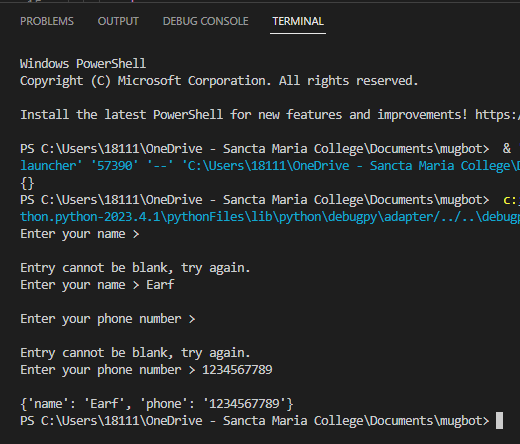 PROBLEMS OUTPUT DEBUG CONSOLE TERMINAL
Windows PowerShell
Copyright (C) Microsoft Corporation. All rights reserved.
Install the latest PowerShell for new features and improvements! https:/
PS C:\Users\18111\OneDrive - Sancta Maria College\Documents\mugbot> &
launcher' '57390' '--' 'C:\Users\18111\OneDrive - Sancta Maria College\D
{}
PS C:\Users\18111\OneDrive - Sancta Maria College\Documents\mugbot> c:
thon.python-2023.4.1\pythonFiles\lib\python\debugpy\adapter/../..\debugp
Enter your name >
Entry cannot be blank, try again.
Enter your name > Earf
Enter your phone number >
Entry cannot be blank, try again.
Enter your phone number > 1234567789
{'name': 'Earf', 'phone': '1234567789'}
PS C:\Users\18111\OneDrive - Sancta Maria College\Documents\mugbot>